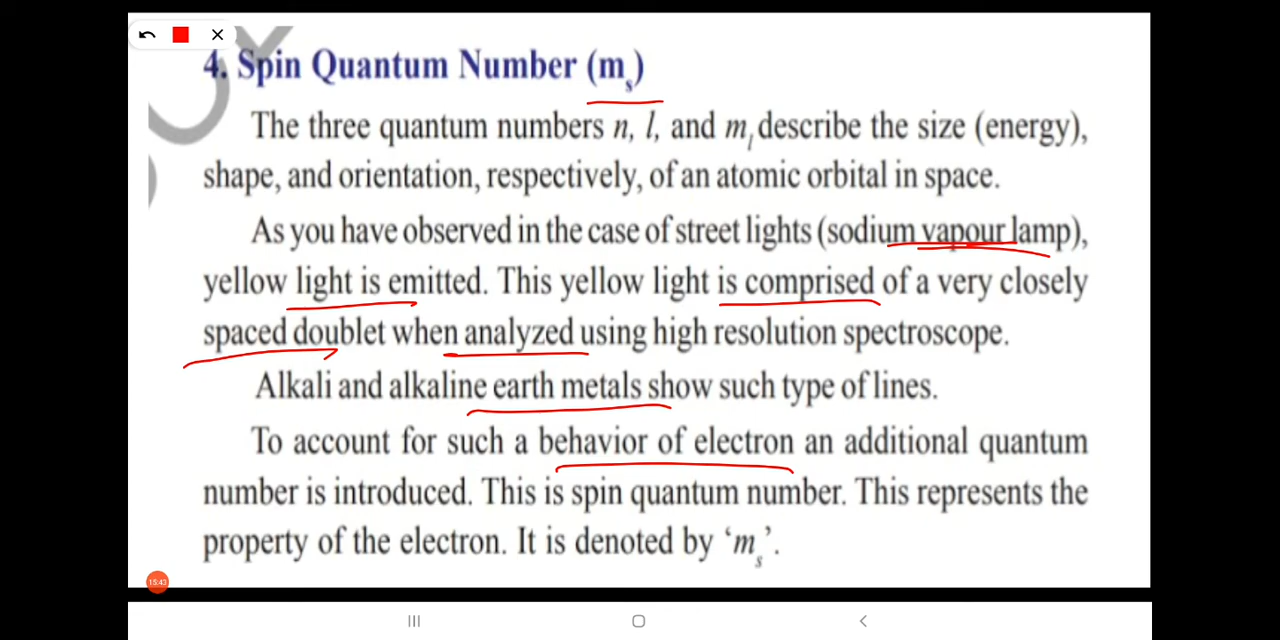 4. Spin Quantum Number (mₛ)
The three quantum numbers n, l, and mₗ describe the size (energy),
shape, and orientation, respectively, of an atomic orbital in space.
As you have observed in the case of street lights (sodium vapour lamp),
yellow light is emitted. This yellow light is comprised of a very closely
spaced doublet when analyzed using high resolution spectroscope.
Alkali and alkaline earth metals show such type of lines.
To account for such a behavior of electron an additional quantum
number is introduced. This is spin quantum number. This represents the
property of the electron. It is denoted by ‘mₛ’.
15:43